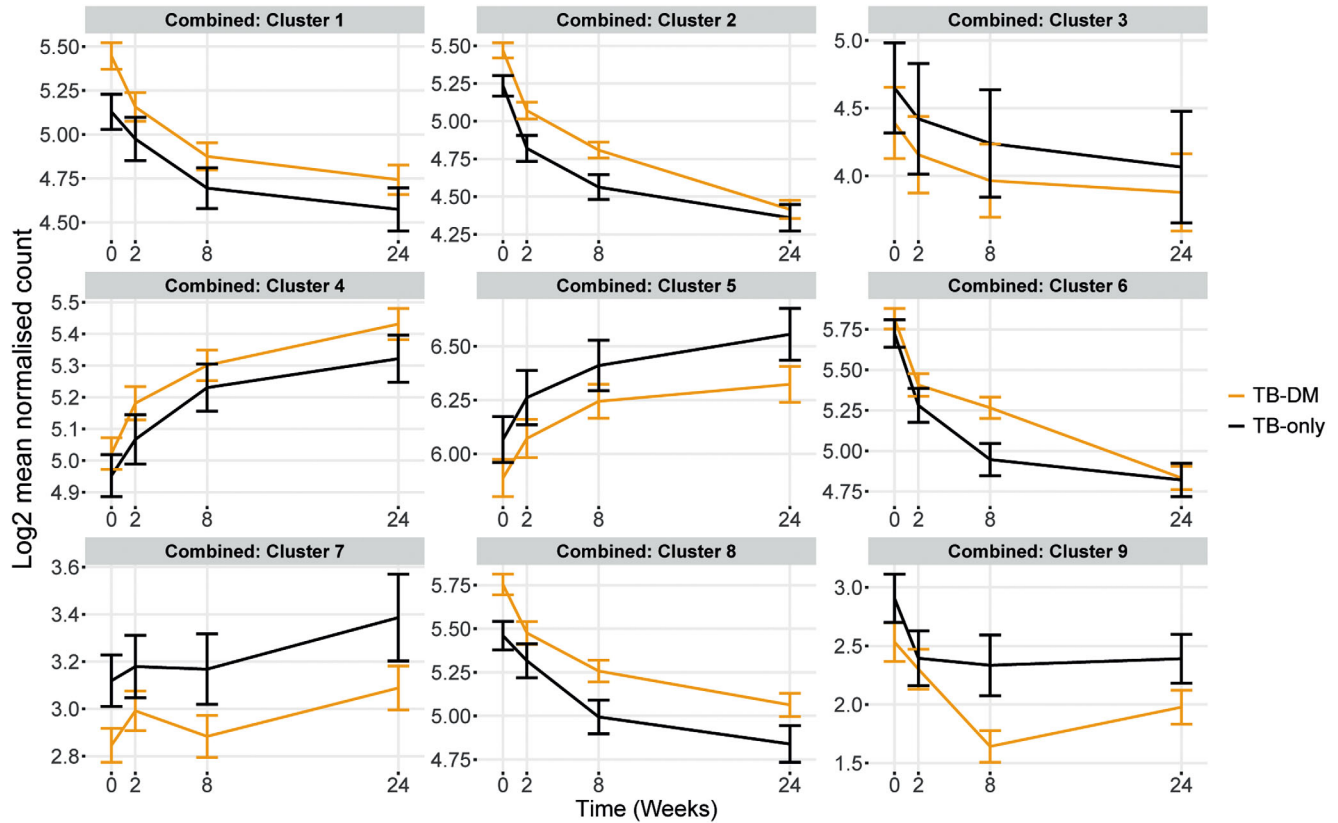 Combined: Cluster 1 Combined: Cluster 2 Combined: Cluster 3
5.50 5.25 5.00 4.75 4.50
5.50 5.25 5.00 4.75 4.50 4.25
5.0 4.5 4.0
0 2 8 24 0 2 8 24 0 2 8 24
Combined: Cluster 4 Combined: Cluster 5 Combined: Cluster 6
5.5 5.4 5.3 5.2 5.1 5.0 4.9
6.50 6.25 6.00
5.75 5.50 5.25 5.00 4.75
0 2 8 24 0 2 8 24 0 2 8 24
Combined: Cluster 7 Combined: Cluster 8 Combined: Cluster 9
3.6 3.4 3.2 3.0 2.8
5.75 5.50 5.25 5.00 4.75
3.0 2.5 2.0 1.5
0 2 8 24 0 2 8 24 0 2 8 24
Log2 mean normalised count
Time (Weeks)
TB-DM
TB-only